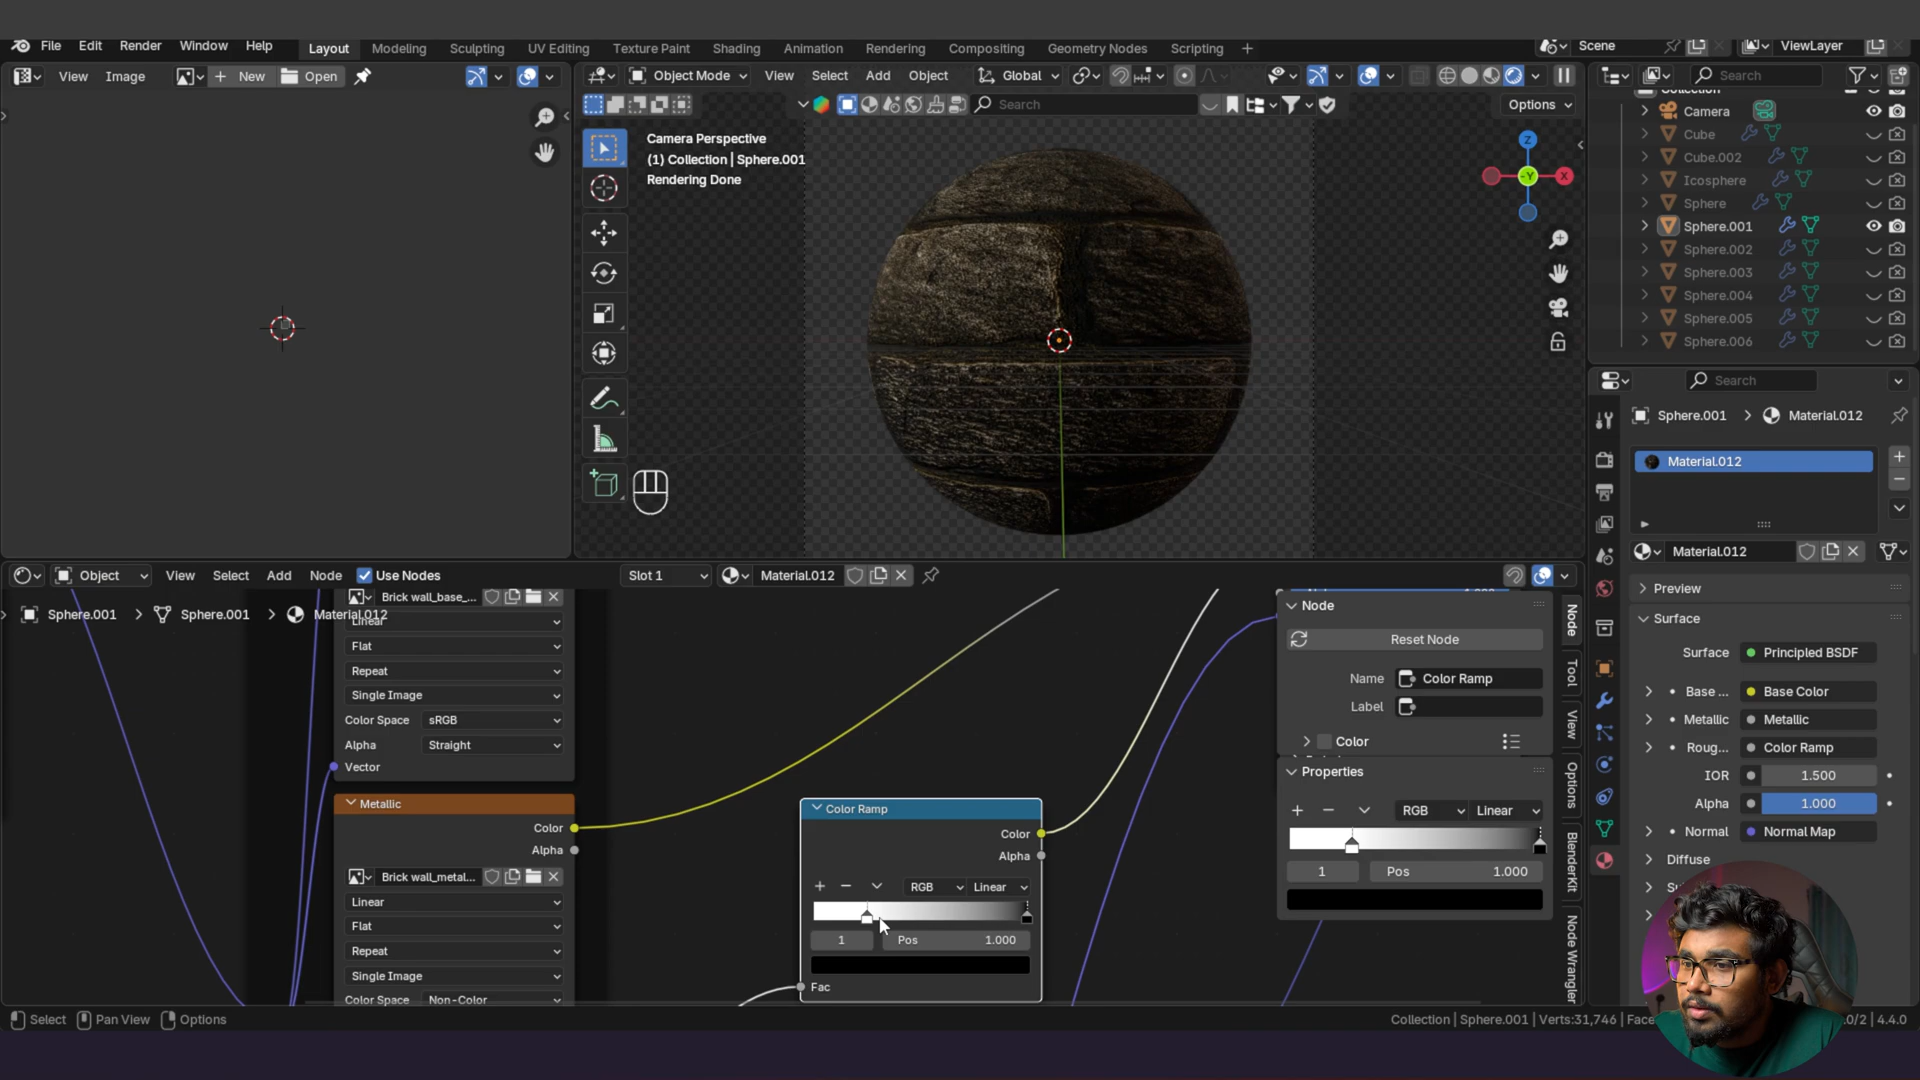 File Edit Render Window Help Layout Modeling Sculpting UV Editing Texture Paint Shading Animation Rendering Compositing Geometry Nodes Scripting + Scene ViewLayer
View Image New Open Object Mode View Select Add Object Global Search
Search Options
Camera Perspective
(1) Collection | Sphere.001
Rendering Done
Z
-Y
X
Collection
Camera
Cube
Cube.002
Icosphere
Sphere
Sphere.001
Sphere.002
Sphere.003
Sphere.004
Sphere.005
Sphere.006
Search
Sphere.001 > Material.012
Material.012
Material.012
Preview
Surface
Surface Principled BSDF
Base ... Base Color
Metallic Metallic
Roug... Color Ramp
IOR 1.500
Alpha 1.000
Normal Normal Map
Diffuse
Object View Select Add Node Use Nodes Slot 1 Material.012
Sphere.001 > Sphere.001 > Material.012
Brick wall_base_...
Linear
Flat
Repeat
Single Image
Color Space sRGB
Alpha Straight
Vector
Metallic
Color
Alpha
Brick wall_metal...
Linear
Flat
Repeat
Single Image
Color Space Non-Color
Color Ramp
Color
Alpha
RGB Linear
1 Pos 1.000
Fac
Node
Reset Node
Name Color Ramp
Label
Color
Properties
RGB Linear
1 Pos 1.000
Node
Tool
View
Options
BlenderKit
Node Wrangler
Select Pan View Options Collection | Sphere.001 | Verts:31,746 | Face .0/2 | 4.4.0